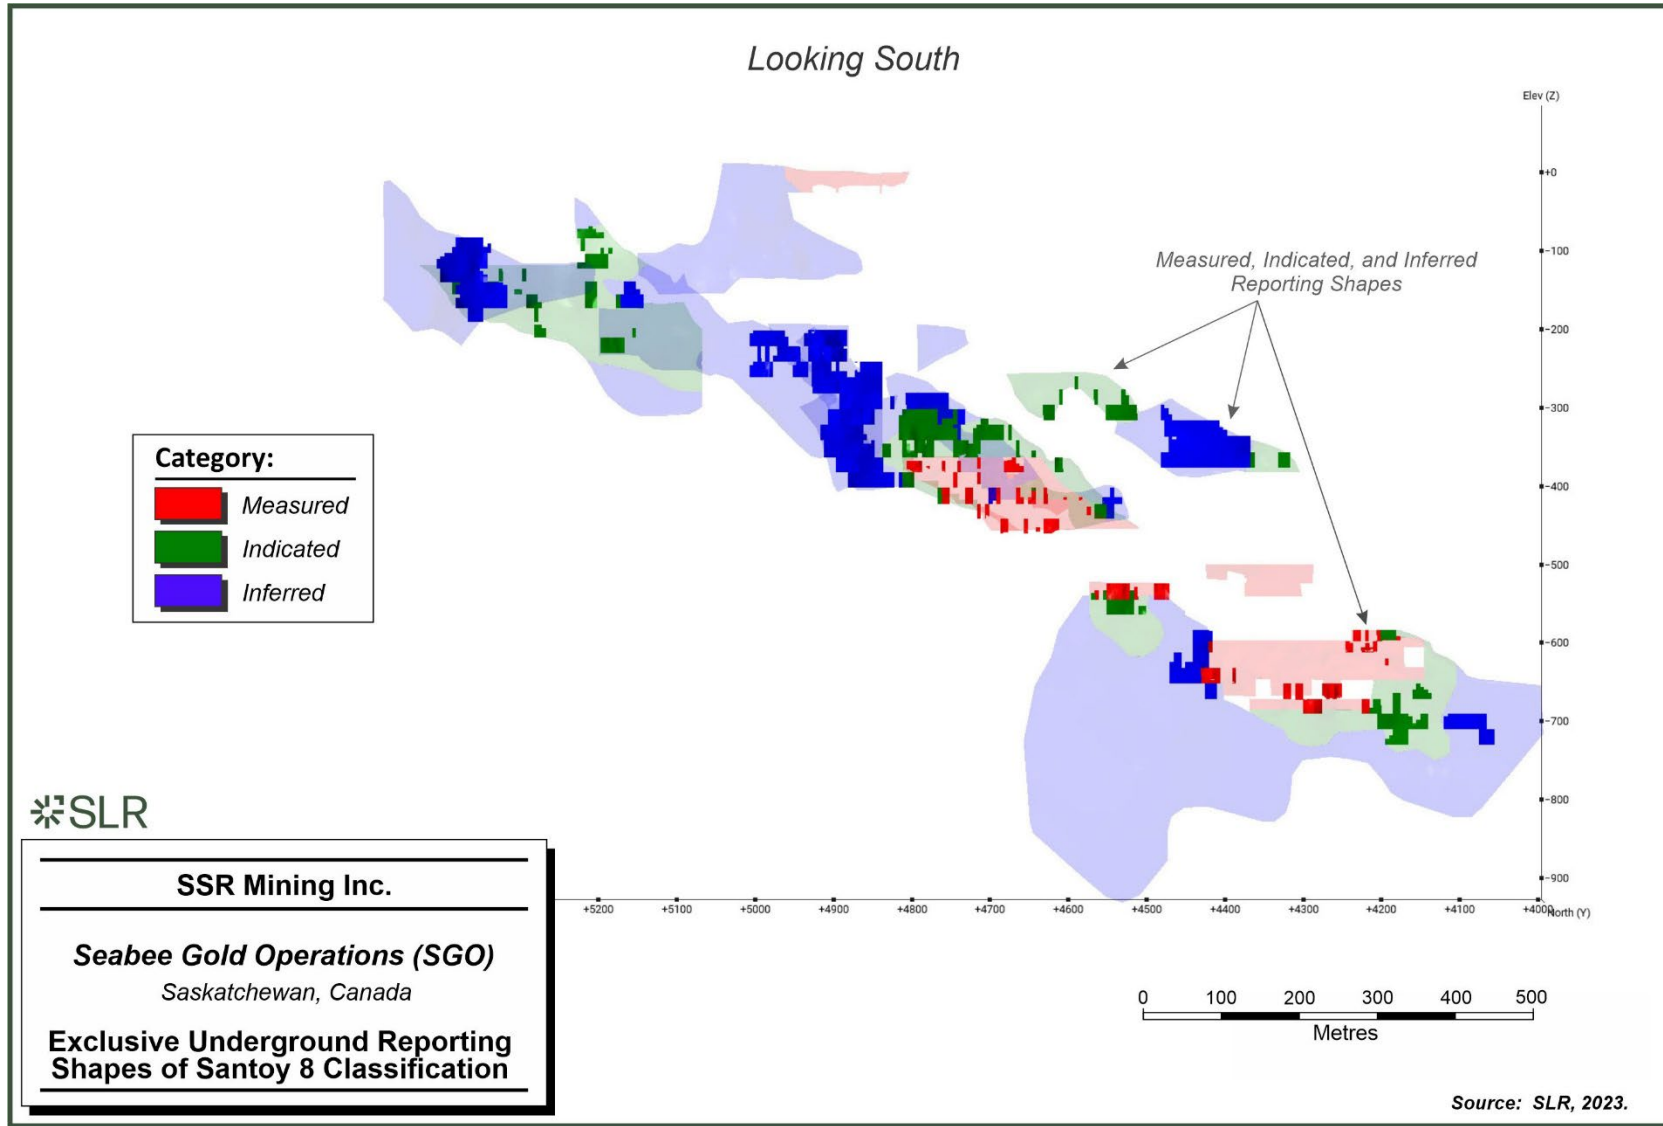 Looking South
Elev (Z)
+0
Measured, Indicated, and Inferred
Reporting Shapes
−100
−200
−300
−400
−500
−600
−700
−800
−900
Category:
Measured
Indicated
Inferred
SLR
SSR Mining Inc.
Seabee Gold Operations (SGO)
Saskatchewan, Canada
Exclusive Underground Reporting
Shapes of Santoy 8 Classification
+5200 +5100 +5000 +4900 +4800 +4700 +4600 +4500 +4400 +4300 +4200 +4100 +4000
North (Y)
0 100 200 300 400 500
Metres
Source: SLR, 2023.